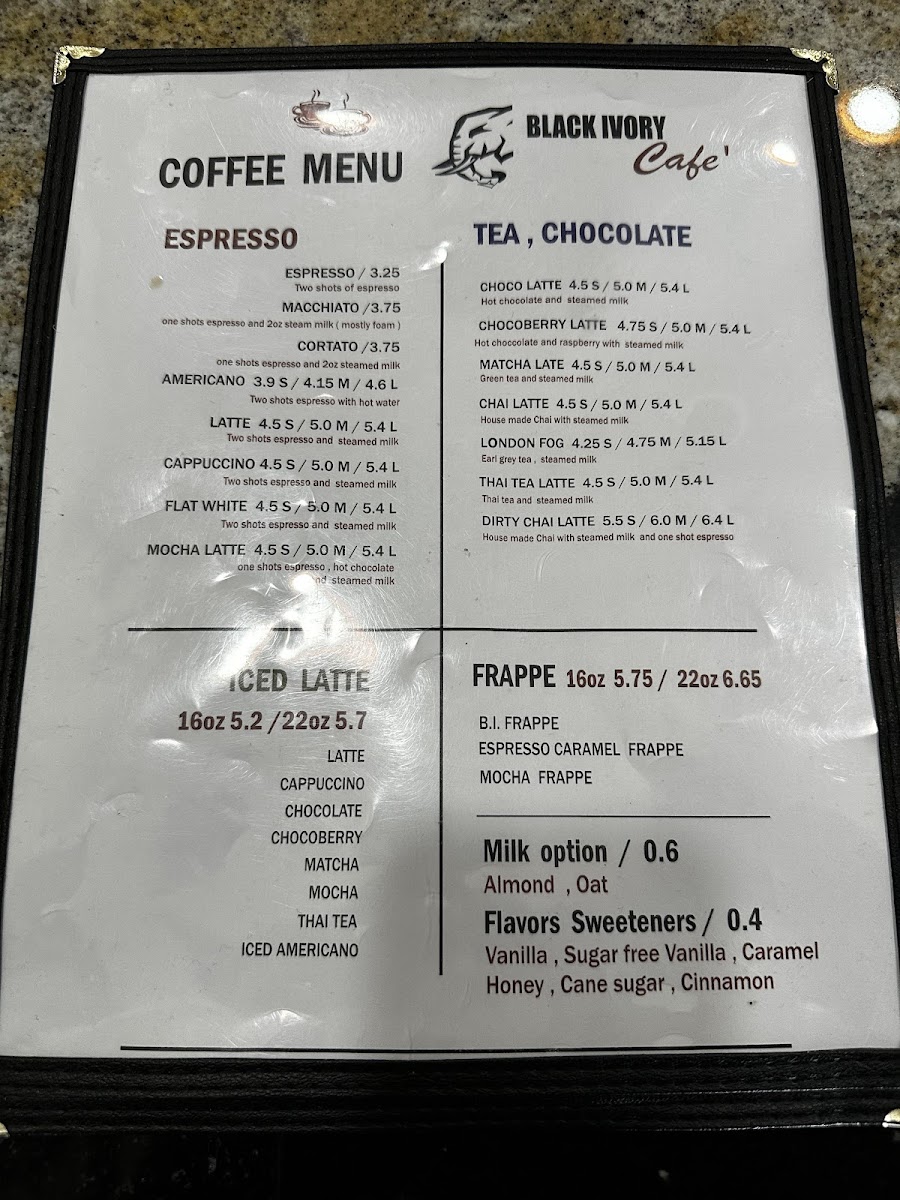 COFFEE MENU
BLACK IVORY
Cafe'
ESPRESSO
ESPRESSO / 3.25
Two shots of espresso
MACCHIATO /3.75
one shots espresso and 2oz steam milk ( mostly foam )
CORTATO /3.75
one shots espresso and 2oz steamed milk
AMERICANO 3.9 S / 4.15 M / 4.6 L
Two shots espresso with hot water
LATTE 4.5 S / 5.0 M / 5.4 L
Two shots espresso and steamed milk
CAPPUCCINO 4.5 S / 5.0 M / 5.4 L
Two shots espresso and steamed milk
FLAT WHITE 4.5 S / 5.0 M / 5.4 L
Two shots espresso and steamed milk
MOCHA LATTE 4.5 S / 5.0 M / 5.4 L
one shots espresso , hot chocolate
and steamed milk
TEA , CHOCOLATE
CHOCO LATTE 4.5 S / 5.0 M / 5.4 L
Hot chocolate and steamed milk
CHOCOBERRY LATTE 4.75 S / 5.0 M / 5.4 L
Hot choccolate and raspberry with steamed milk
MATCHA LATE 4.5 S / 5.0 M / 5.4 L
Green tea and steamed milk
CHAI LATTE 4.5 S / 5.0 M / 5.4 L
House made Chai with steamed milk
LONDON FOG 4.25 S / 4.75 M / 5.15 L
Earl grey tea , steamed milk
THAI TEA LATTE 4.5 S / 5.0 M / 5.4 L
Thai tea and steamed milk
DIRTY CHAI LATTE 5.5 S / 6.0 M / 6.4 L
House made Chai with steamed milk and one shot espresso
ICED LATTE
16oz 5.2 /22oz 5.7
LATTE
CAPPUCCINO
CHOCOLATE
CHOCOBERRY
MATCHA
MOCHA
THAI TEA
ICED AMERICANO
FRAPPE 16oz 5.75 / 22oz 6.65
B.I. FRAPPE
ESPRESSO CARAMEL FRAPPE
MOCHA FRAPPE
Milk option / 0.6
Almond , Oat
Flavors Sweeteners / 0.4
Vanilla , Sugar free Vanilla , Caramel
Honey , Cane sugar , Cinnamon